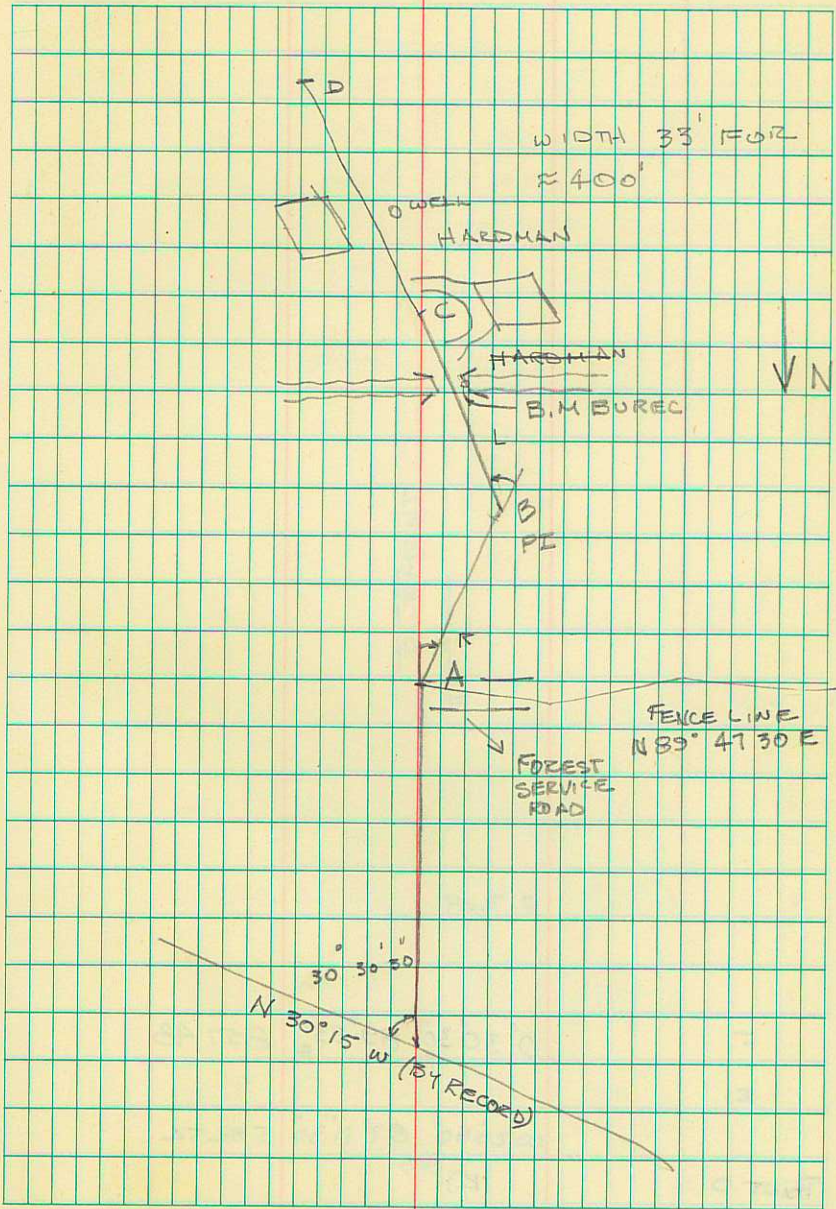 D
WIDTH 33' FOR
≈ 400'
O WELL
HARDMAN
C
HARDMAN
N
B.M BUREC
L
B
PI
R
A
FENCE LINE
N 89° 47 30 E
FOREST
SERVICE
ROAD
30° 30' 30"
N 30° 15 W (BY RECORD)